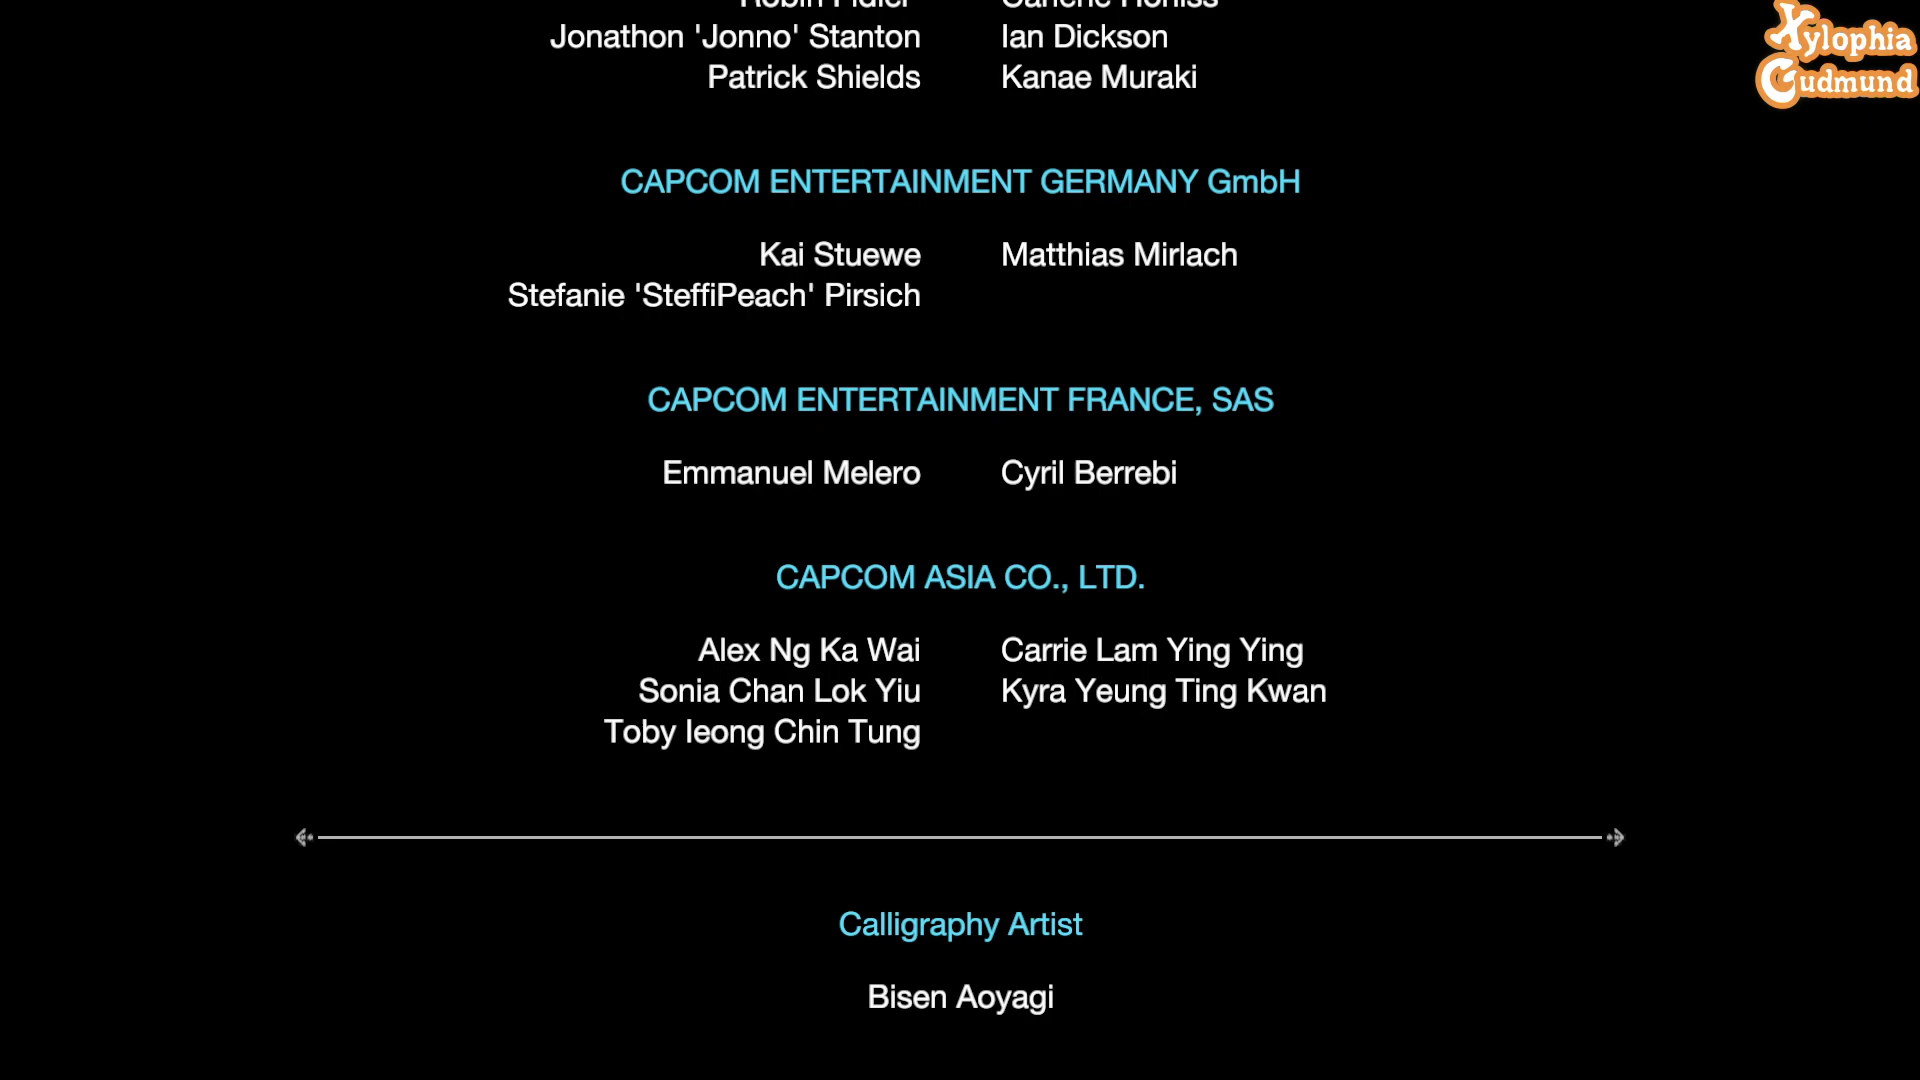 Jonathon 'Jonno' Stanton Ian Dickson
Patrick Shields Kanae Muraki
CAPCOM ENTERTAINMENT GERMANY GmbH
Kai Stuewe Matthias Mirlach
Stefanie 'SteffiPeach' Pirsich
CAPCOM ENTERTAINMENT FRANCE, SAS
Emmanuel Melero Cyril Berrebi
CAPCOM ASIA CO., LTD.
Alex Ng Ka Wai Carrie Lam Ying Ying
Sonia Chan Lok Yiu Kyra Yeung Ting Kwan
Toby Ieong Chin Tung
Calligraphy Artist
Bisen Aoyagi
Xylophia
Gudmund